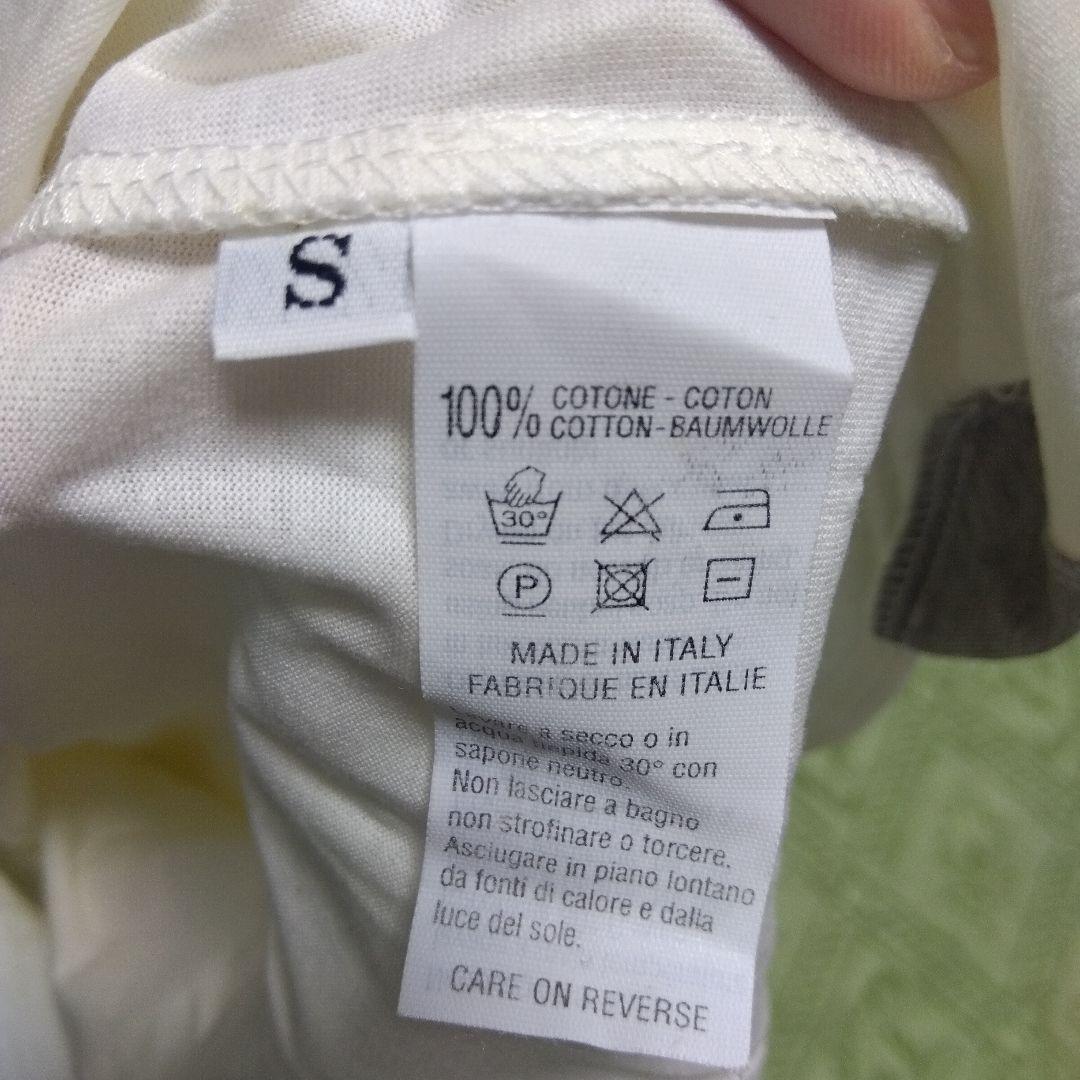 S
100% COTONE - COTON
COTTON-BAUMWOLLE
30°
P
MADE IN ITALY
FABRIQUE EN ITALIE
a secco o in
acqua tiepida 30° con
sapone neutro.
Non lasciare a bagno
non strofinare o torcere.
Asciugare in piano lontano
da fonti di calore e dalla
luce del sole.
CARE ON REVERSE